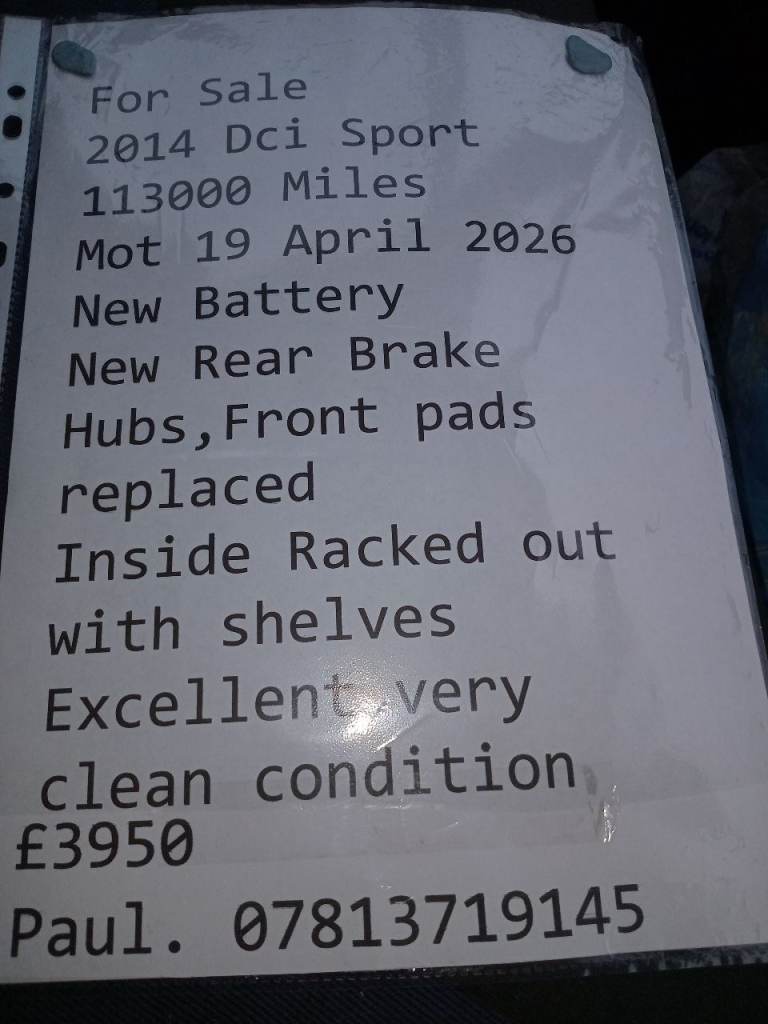 For Sale
2014 Dci Sport
113000 Miles
Mot 19 April 2026
New Battery
New Rear Brake
Hubs,Front pads
replaced
Inside Racked out
with shelves
Excellent,very
clean condition
£3950
Paul. 07813719145